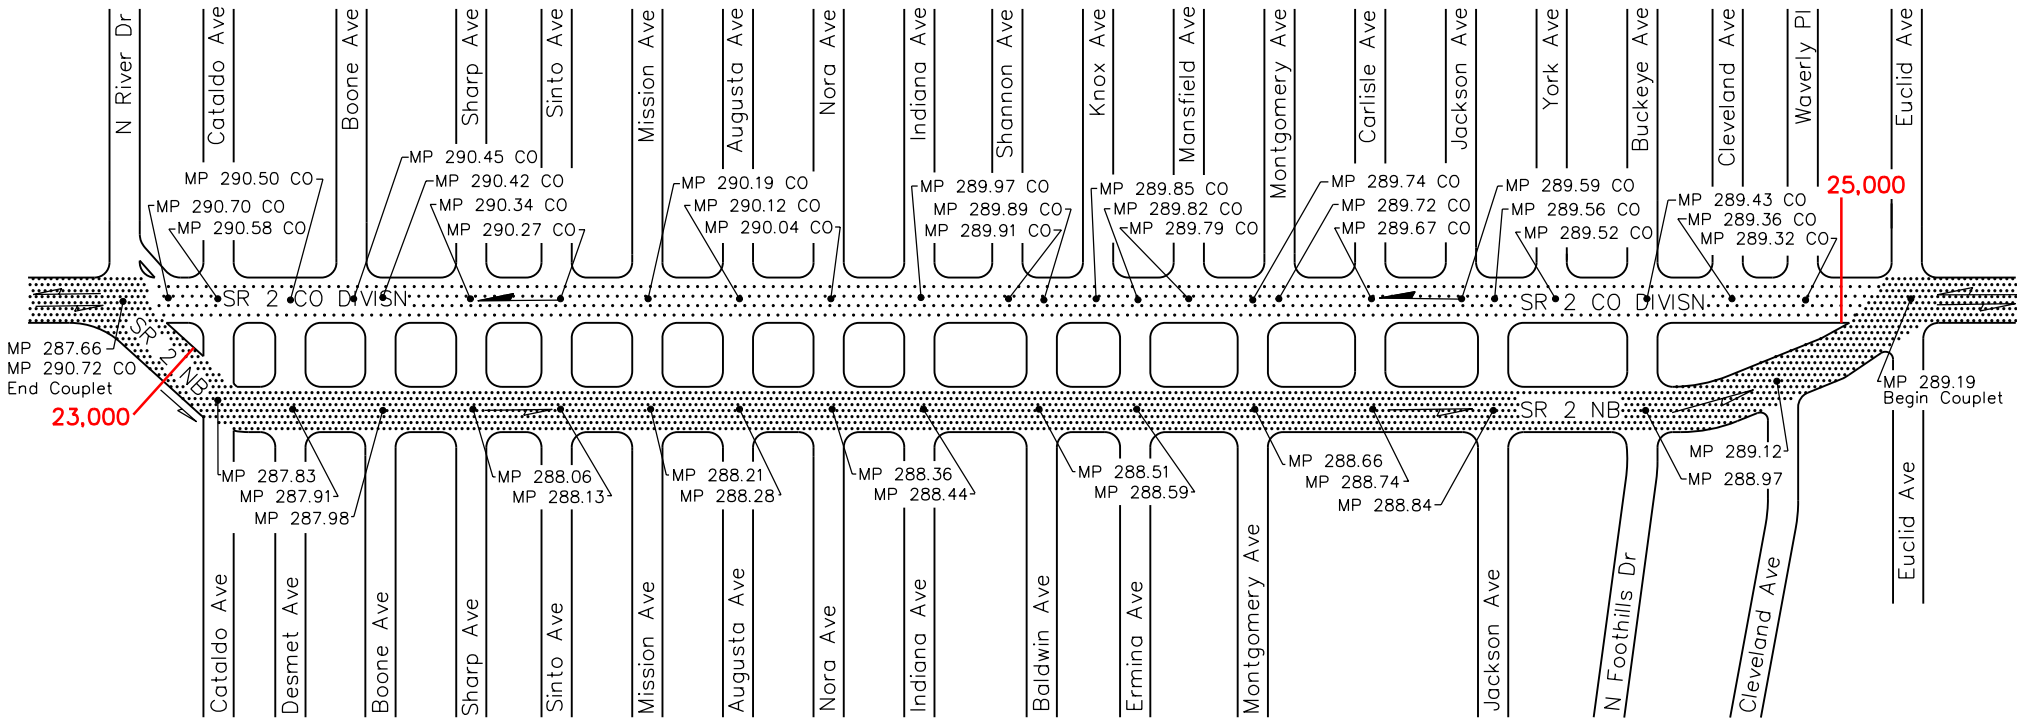 N River Dr
Cataldo Ave
Boone Ave
Sharp Ave
Sinto Ave
Mission Ave
Augusta Ave
Nora Ave
Indiana Ave
Shannon Ave
Knox Ave
Mansfield Ave
Montgomery Ave
Carlisle Ave
Jackson Ave
York Ave
Buckeye Ave
Cleveland Ave
Waverly Pl
Euclid Ave
MP 290.50 CO
MP 290.70 CO
MP 290.58 CO
MP 290.45 CO
MP 290.42 CO
MP 290.34 CO
MP 290.27 CO
MP 290.19 CO
MP 290.12 CO
MP 290.04 CO
MP 289.97 CO
MP 289.89 CO
MP 289.91 CO
MP 289.85 CO
MP 289.82 CO
MP 289.79 CO
MP 289.74 CO
MP 289.72 CO
MP 289.67 CO
MP 289.59 CO
MP 289.56 CO
MP 289.52 CO
MP 289.43 CO
MP 289.36 CO
MP 289.32 CO
25,000
SR 2 CO DIVISN
SR 2 CO DIVISN
MP 287.66
MP 290.72 CO
End Couplet
23,000
SR 2 NB
SR 2 NB
MP 289.19
Begin Couplet
MP 287.83
MP 287.91
MP 287.98
MP 288.06
MP 288.13
MP 288.21
MP 288.28
MP 288.36
MP 288.44
MP 288.51
MP 288.59
MP 288.66
MP 288.74
MP 288.84
MP 289.12
MP 288.97
Cataldo Ave
Desmet Ave
Boone Ave
Sharp Ave
Sinto Ave
Mission Ave
Augusta Ave
Nora Ave
Indiana Ave
Baldwin Ave
Ermina Ave
Montgomery Ave
Jackson Ave
N Foothills Dr
Cleveland Ave
Euclid Ave